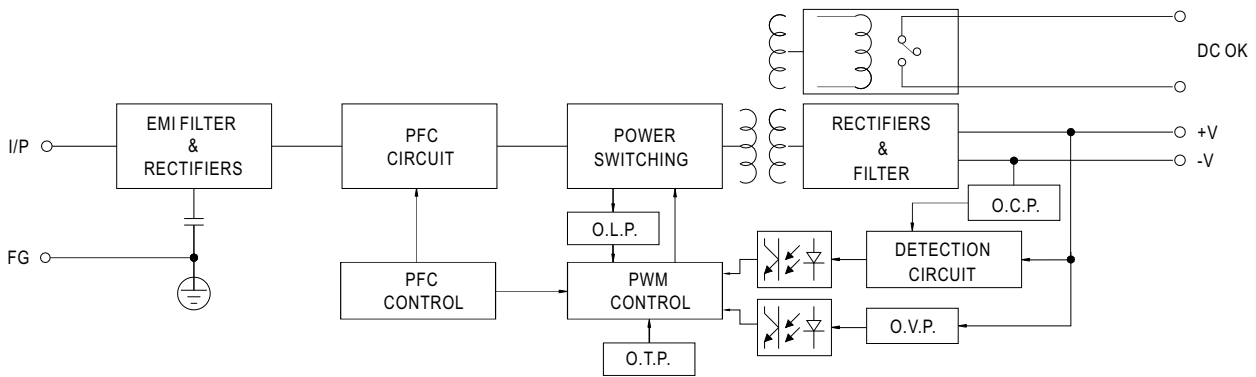 DC OK
I/P
EMI FILTER
&
RECTIFIERS
PFC
CIRCUIT
POWER
SWITCHING
RECTIFIERS
&
FILTER
+V
-V
O.C.P.
O.L.P.
FG
DETECTION
CIRCUIT
PFC
CONTROL
PWM
CONTROL
O.V.P.
O.T.P.